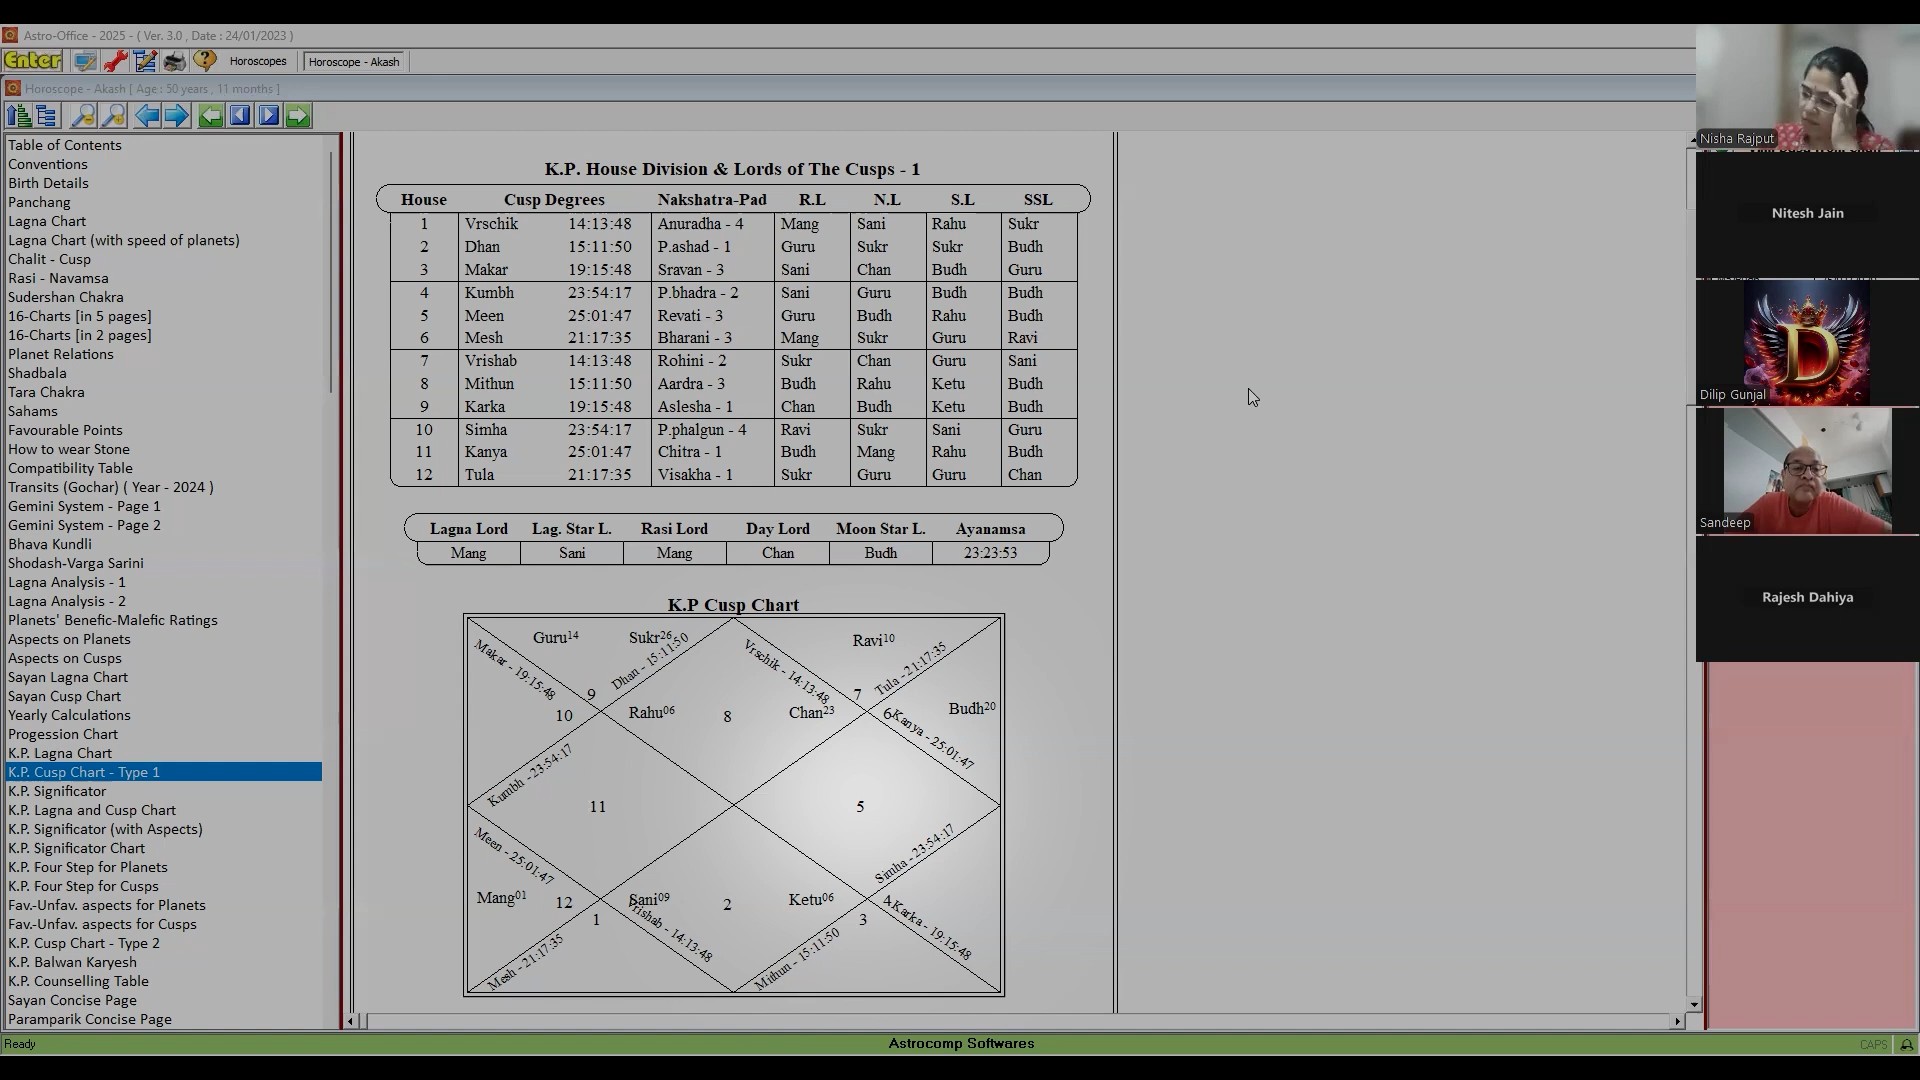 Astro-Office - 2025 - ( Ver. 3.0 , Date : 24/01/2023 )
Enter Horoscopes Horoscope - Akash
Horoscope - Akash [ Age : 50 years , 11 months ]
Table of Contents
Conventions
Birth Details
Panchang
Lagna Chart
Lagna Chart (with speed of planets)
Chalit - Cusp
Rasi - Navamsa
Sudershan Chakra
16-Charts [in 5 pages]
16-Charts [in 2 pages]
Planet Relations
Shadbala
Tara Chakra
Sahams
Favourable Points
How to wear Stone
Compatibility Table
Transits (Gochar) ( Year - 2024 )
Gemini System - Page 1
Gemini System - Page 2
Bhava Kundli
Shodash-Varga Sarini
Lagna Analysis - 1
Lagna Analysis - 2
Planets' Benefic-Malefic Ratings
Aspects on Planets
Aspects on Cusps
Sayan Lagna Chart
Sayan Cusp Chart
Yearly Calculations
Progession Chart
K.P. Lagna Chart
K.P. Cusp Chart - Type 1
K.P. Significator
K.P. Lagna and Cusp Chart
K.P. Significator (with Aspects)
K.P. Significator Chart
K.P. Four Step for Planets
K.P. Four Step for Cusps
Fav.-Unfav. aspects for Planets
Fav.-Unfav. aspects for Cusps
K.P. Cusp Chart - Type 2
K.P. Balwan Karyesh
K.P. Counselling Table
Sayan Concise Page
Paramparik Concise Page
K.P. House Division & Lords of The Cusps - 1
House Cusp Degrees Nakshatra-Pad R.L N.L S.L SSL
1 Vrschik 14:13:48 Anuradha - 4 Mang Sani Rahu Sukr
2 Dhan 15:11:50 P.ashad - 1 Guru Sukr Sukr Budh
3 Makar 19:15:48 Sravan - 3 Sani Chan Budh Guru
4 Kumbh 23:54:17 P.bhadra - 2 Sani Guru Budh Budh
5 Meen 25:01:47 Revati - 3 Guru Budh Rahu Budh
6 Mesh 21:17:35 Bharani - 3 Mang Sukr Guru Ravi
7 Vrishab 14:13:48 Rohini - 2 Sukr Chan Guru Sani
8 Mithun 15:11:50 Aardra - 3 Budh Rahu Ketu Budh
9 Karka 19:15:48 Aslesha - 1 Chan Budh Ketu Budh
10 Simha 23:54:17 P.phalgun - 4 Ravi Sukr Sani Guru
11 Kanya 25:01:47 Chitra - 1 Budh Mang Rahu Budh
12 Tula 21:17:35 Visakha - 1 Sukr Guru Guru Chan
Lagna Lord Lag. Star L. Rasi Lord Day Lord Moon Star L. Ayanamsa
Mang Sani Mang Chan Budh 23:23:53
K.P Cusp Chart
Guru14 Sukr26 Ravi10
Makar - 19:15:48 Dhan - 15:11:50 Vrschik - 14:13:48 Tula - 21:17:35
9 7
10 Rahu06 8 Chan23 6 Kanya - 25:01:47 Budh20
Kumbh - 23:54:17
11 5
Meen - 25:01:47 Simha - 23:54:17
Mang01 12 Sani09 2 Ketu06 4 Karka - 19:15:48
1 Vrishab - 14:13:48 3
Mesh - 21:17:35 Mithun - 15:11:50
Nisha Rajput
Nitesh Jain
D
Dilip Gunjal
Sandeep
Rajesh Dahiya
Ready Astrocomp Softwares CAPS